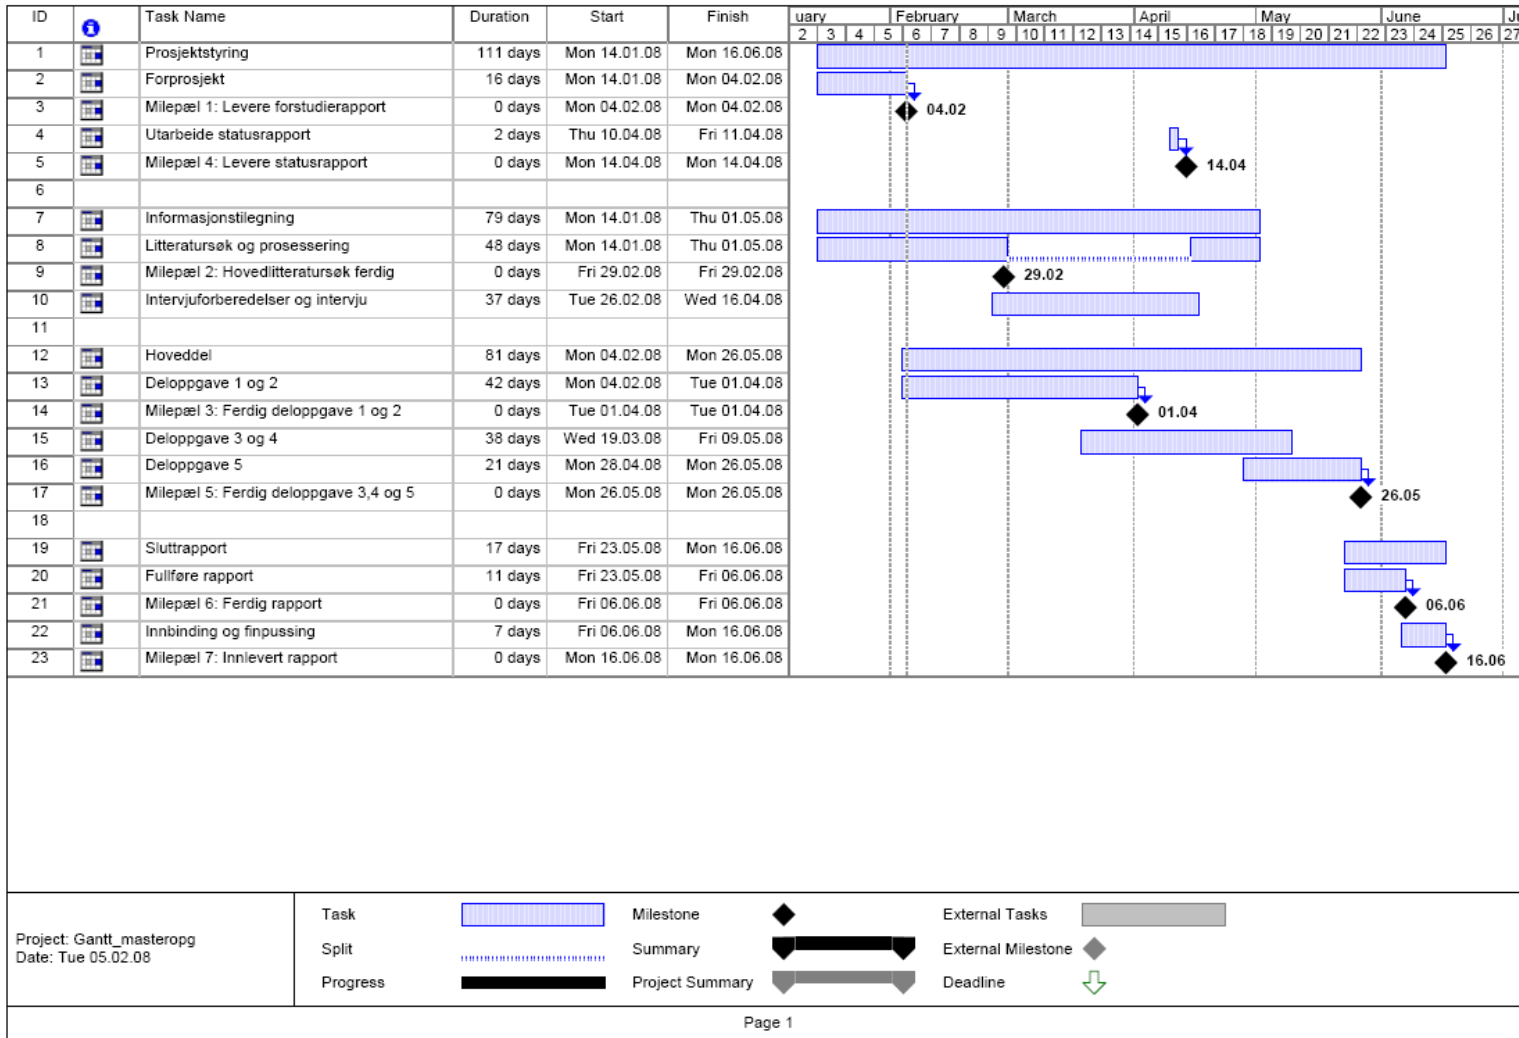 ID Task Name Duration Start Finish uary February March April May June Ju
2 3 4 5 6 7 8 9 10 11 12 13 14 15 16 17 18 19 20 21 22 23 24 25 26 27
1 Prosjektstyring 111 days Mon 14.01.08 Mon 16.06.08
2 Forprosjekt 16 days Mon 14.01.08 Mon 04.02.08
3 Milepæl 1: Levere forstudierapport 0 days Mon 04.02.08 Mon 04.02.08 04.02
4 Utarbeide statusrapport 2 days Thu 10.04.08 Fri 11.04.08
5 Milepæl 4: Levere statusrapport 0 days Mon 14.04.08 Mon 14.04.08 14.04
6
7 Informasjonstilegning 79 days Mon 14.01.08 Thu 01.05.08
8 Litteratursøk og prosessering 48 days Mon 14.01.08 Thu 01.05.08
9 Milepæl 2: Hovedlitteratursøk ferdig 0 days Fri 29.02.08 Fri 29.02.08 29.02
10 Intervjuforberedelser og intervju 37 days Tue 26.02.08 Wed 16.04.08
11
12 Hoveddel 81 days Mon 04.02.08 Mon 26.05.08
13 Deloppgave 1 og 2 42 days Mon 04.02.08 Tue 01.04.08
14 Milepæl 3: Ferdig deloppgave 1 og 2 0 days Tue 01.04.08 Tue 01.04.08 01.04
15 Deloppgave 3 og 4 38 days Wed 19.03.08 Fri 09.05.08
16 Deloppgave 5 21 days Mon 28.04.08 Mon 26.05.08
17 Milepæl 5: Ferdig deloppgave 3,4 og 5 0 days Mon 26.05.08 Mon 26.05.08 26.05
18
19 Sluttrapport 17 days Fri 23.05.08 Mon 16.06.08
20 Fullføre rapport 11 days Fri 23.05.08 Fri 06.06.08
21 Milepæl 6: Ferdig rapport 0 days Fri 06.06.08 Fri 06.06.08 06.06
22 Innbinding og finpussing 7 days Fri 06.06.08 Mon 16.06.08
23 Milepæl 7: Innlevert rapport 0 days Mon 16.06.08 Mon 16.06.08 16.06
Project: Gantt_masteropg
Date: Tue 05.02.08
Task Milestone External Tasks
Split Summary External Milestone
Progress Project Summary Deadline
Page 1